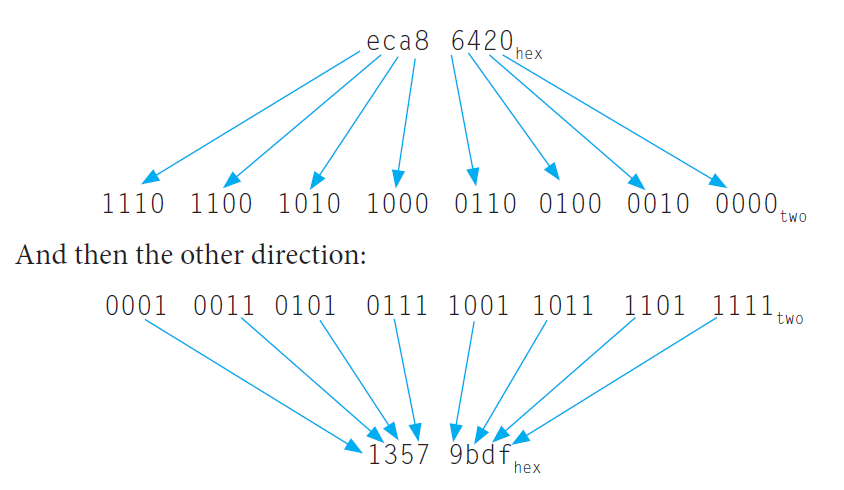 eca8 6420hex
1110 1100 1010 1000 0110 0100 0010 0000two
And then the other direction:
0001 0011 0101 0111 1001 1011 1101 1111two
1357 9bdfhex